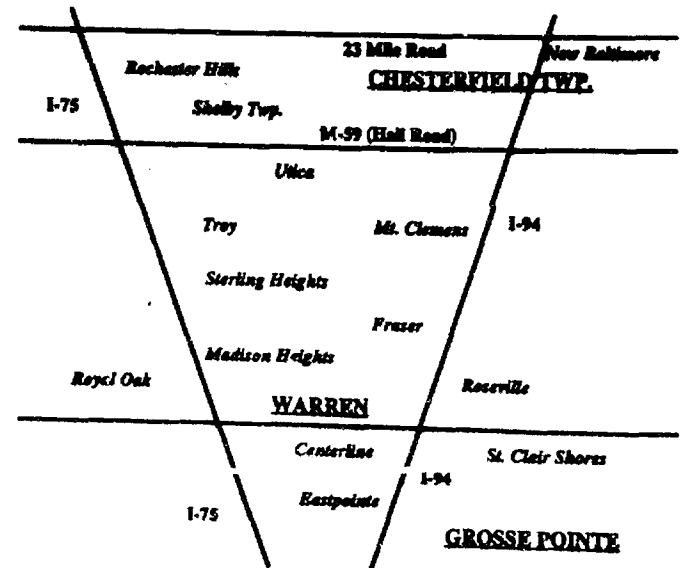 23 Mile Road
New Baltimore
Rochester Hills
CHESTERFIELD TWP.
I-75
Shelby Twp.
M-59 (Hall Road)
Utica
Troy
Mt. Clemens
I-94
Sterling Heights
Fraser
Madison Heights
Royal Oak
Roseville
WARREN
Centerline
St. Clair Shores
I-94
Eastpointe
I-75
GROSSE POINTE